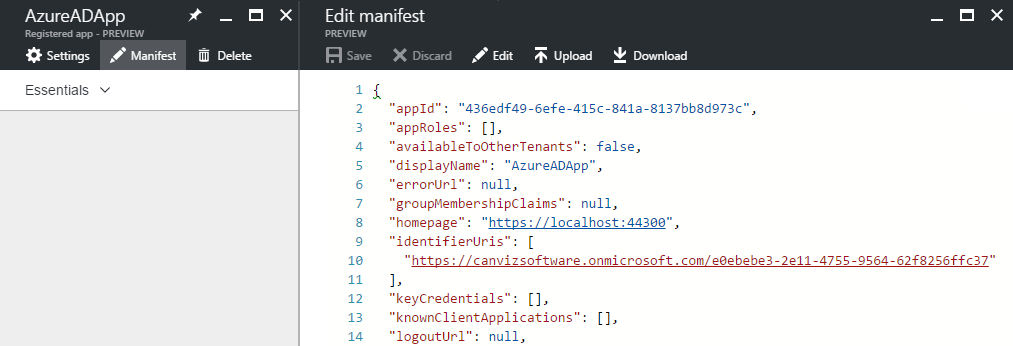 AzureADApp
Registered app - PREVIEW
Settings Manifest Delete
Essentials
Edit manifest
PREVIEW
Save Discard Edit Upload Download
1 {
2 "appId": "436edf49-6efe-415c-841a-8137bb8d973c",
3 "appRoles": [],
4 "availableToOtherTenants": false,
5 "displayName": "AzureADApp",
6 "errorUrl": null,
7 "groupMembershipClaims": null,
8 "homepage": "https://localhost:44300",
9 "identifierUris": [
10 "https://canvizsoftware.onmicrosoft.com/e0ebebe3-2e11-4755-9564-62f8256ffc37"
11 ],
12 "keyCredentials": [],
13 "knownClientApplications": [],
14 "logoutUrl": null,